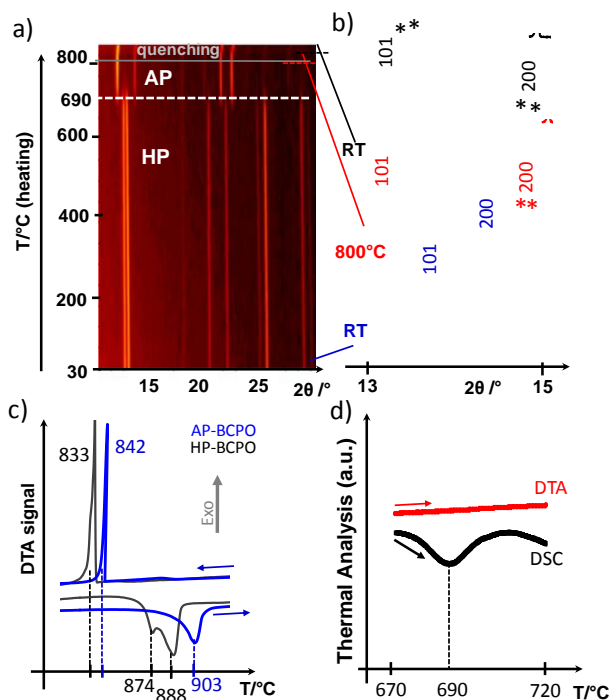 a)
quenching
800
AP
690
600
HP
400
200
30
T/°C (heating)
15
20
25
2θ /°
RT
800°C
RT
b)
101
**
200
**
101
200
**
200
101
13
2θ /°
15
c)
833
842
AP-BCPO
HP-BCPO
Exo
DTA signal
874
888
903
T/°C
d)
Thermal Analysis (a.u.)
DTA
DSC
670
690
720
T/°C